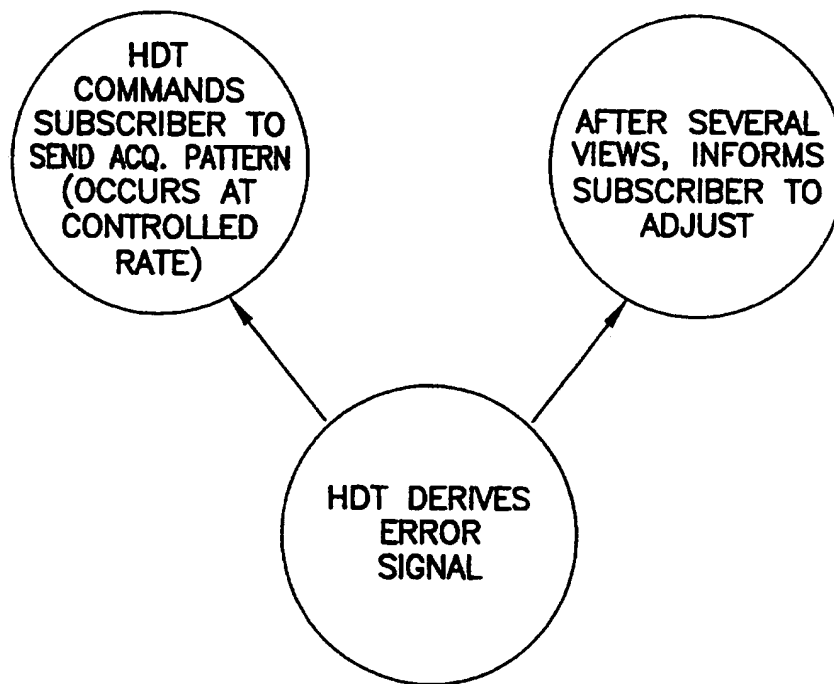 HDT
COMMANDS
SUBSCRIBER TO
SEND ACQ. PATTERN
(OCCURS AT
CONTROLLED
RATE)
AFTER SEVERAL
VIEWS, INFORMS
SUBSCRIBER TO
ADJUST
HDT DERIVES
ERROR
SIGNAL